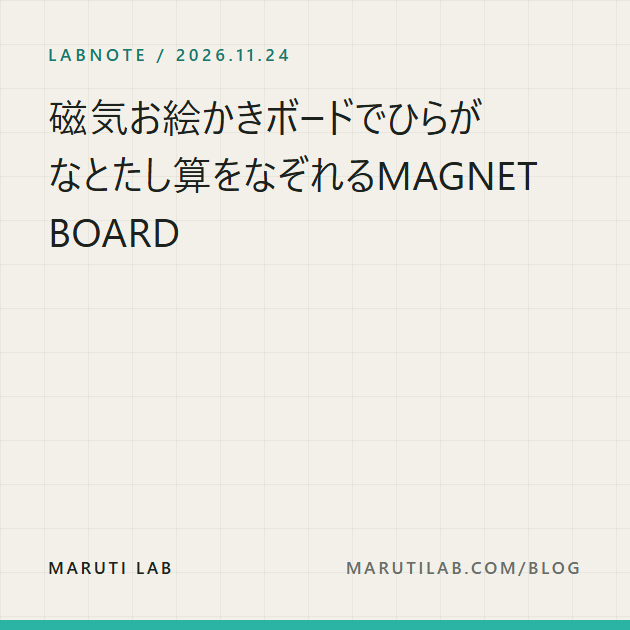 LABNOTE / 2026.11.24
磁気お絵かきボードでひらが
なとたし算をなぞれるMAGNET
BOARD
MARUTI LAB
MARUTILAB.COM/BLOG